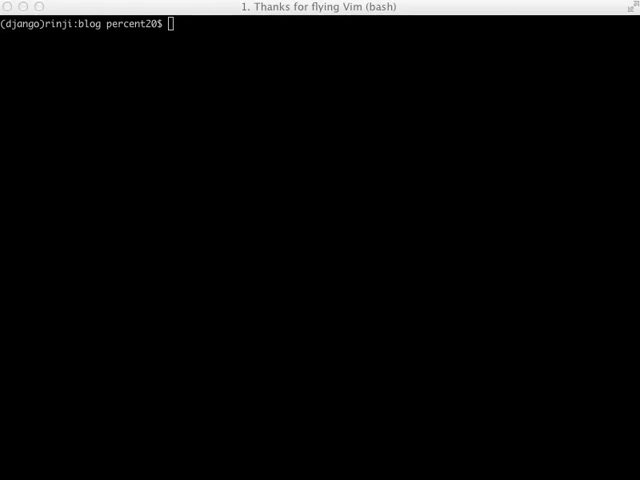 1. Thanks for flying Vim (bash)
(django)rinji:blog percent20$